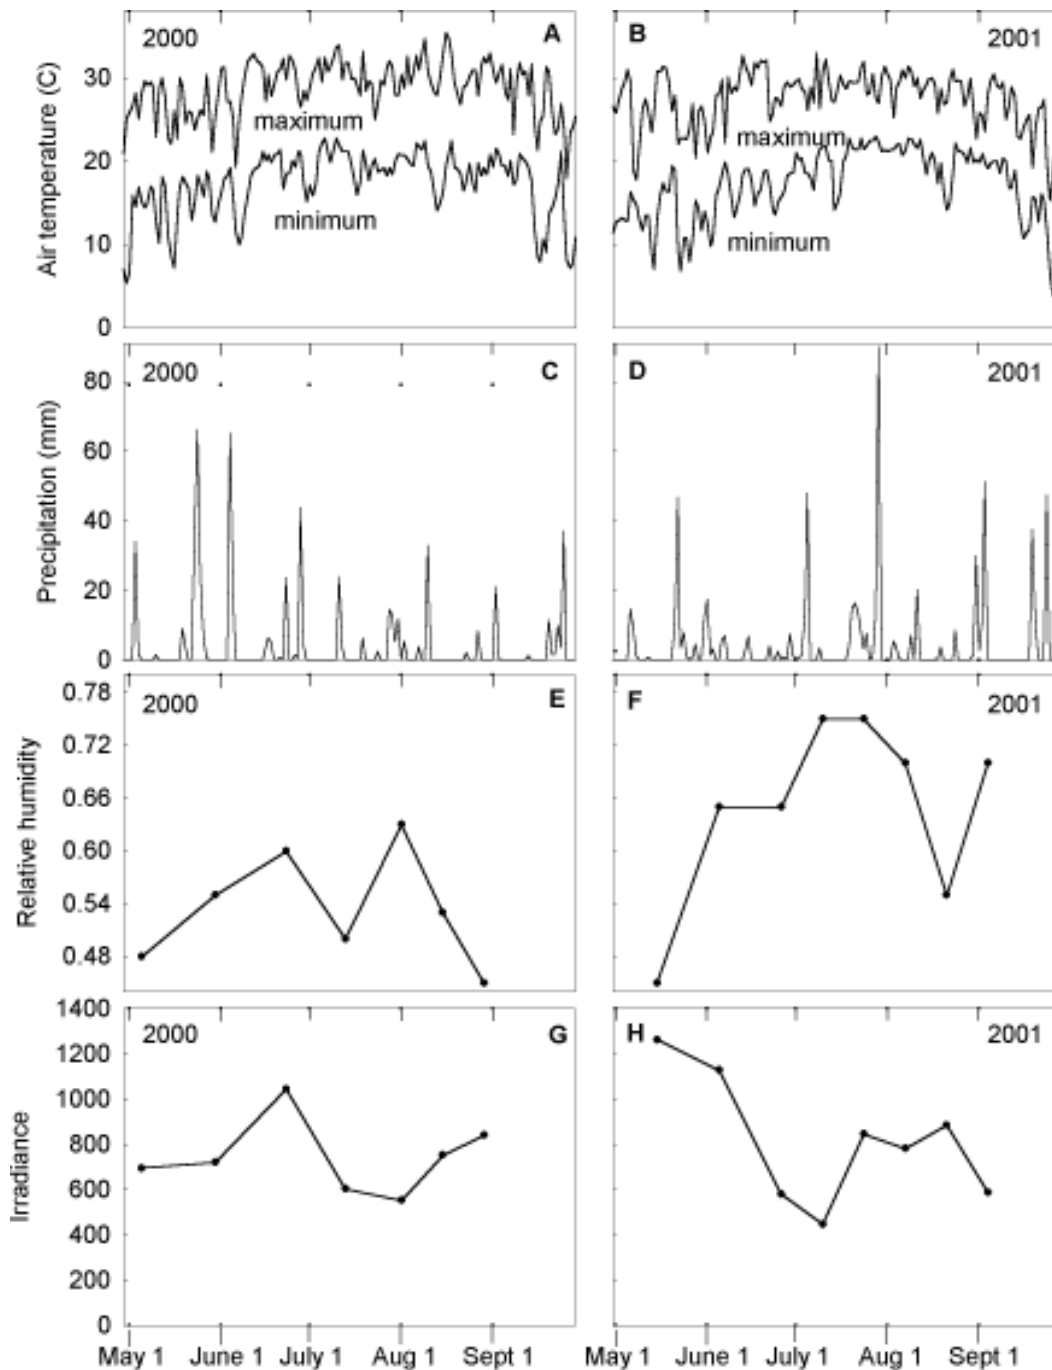 2000 A B 2001
Air temperature (C)
30
20
10
0
maximum
minimum
maximum
minimum
2000 C D 2001
Precipitation (mm)
80
60
40
20
0
2000 E F 2001
Relative humidity
0.78
0.72
0.66
0.60
0.54
0.48
2000 G H 2001
Irradiance
1400
1200
1000
800
600
400
200
0
May 1 June 1 July 1 Aug 1 Sept 1 May 1 June 1 July 1 Aug 1 Sept 1